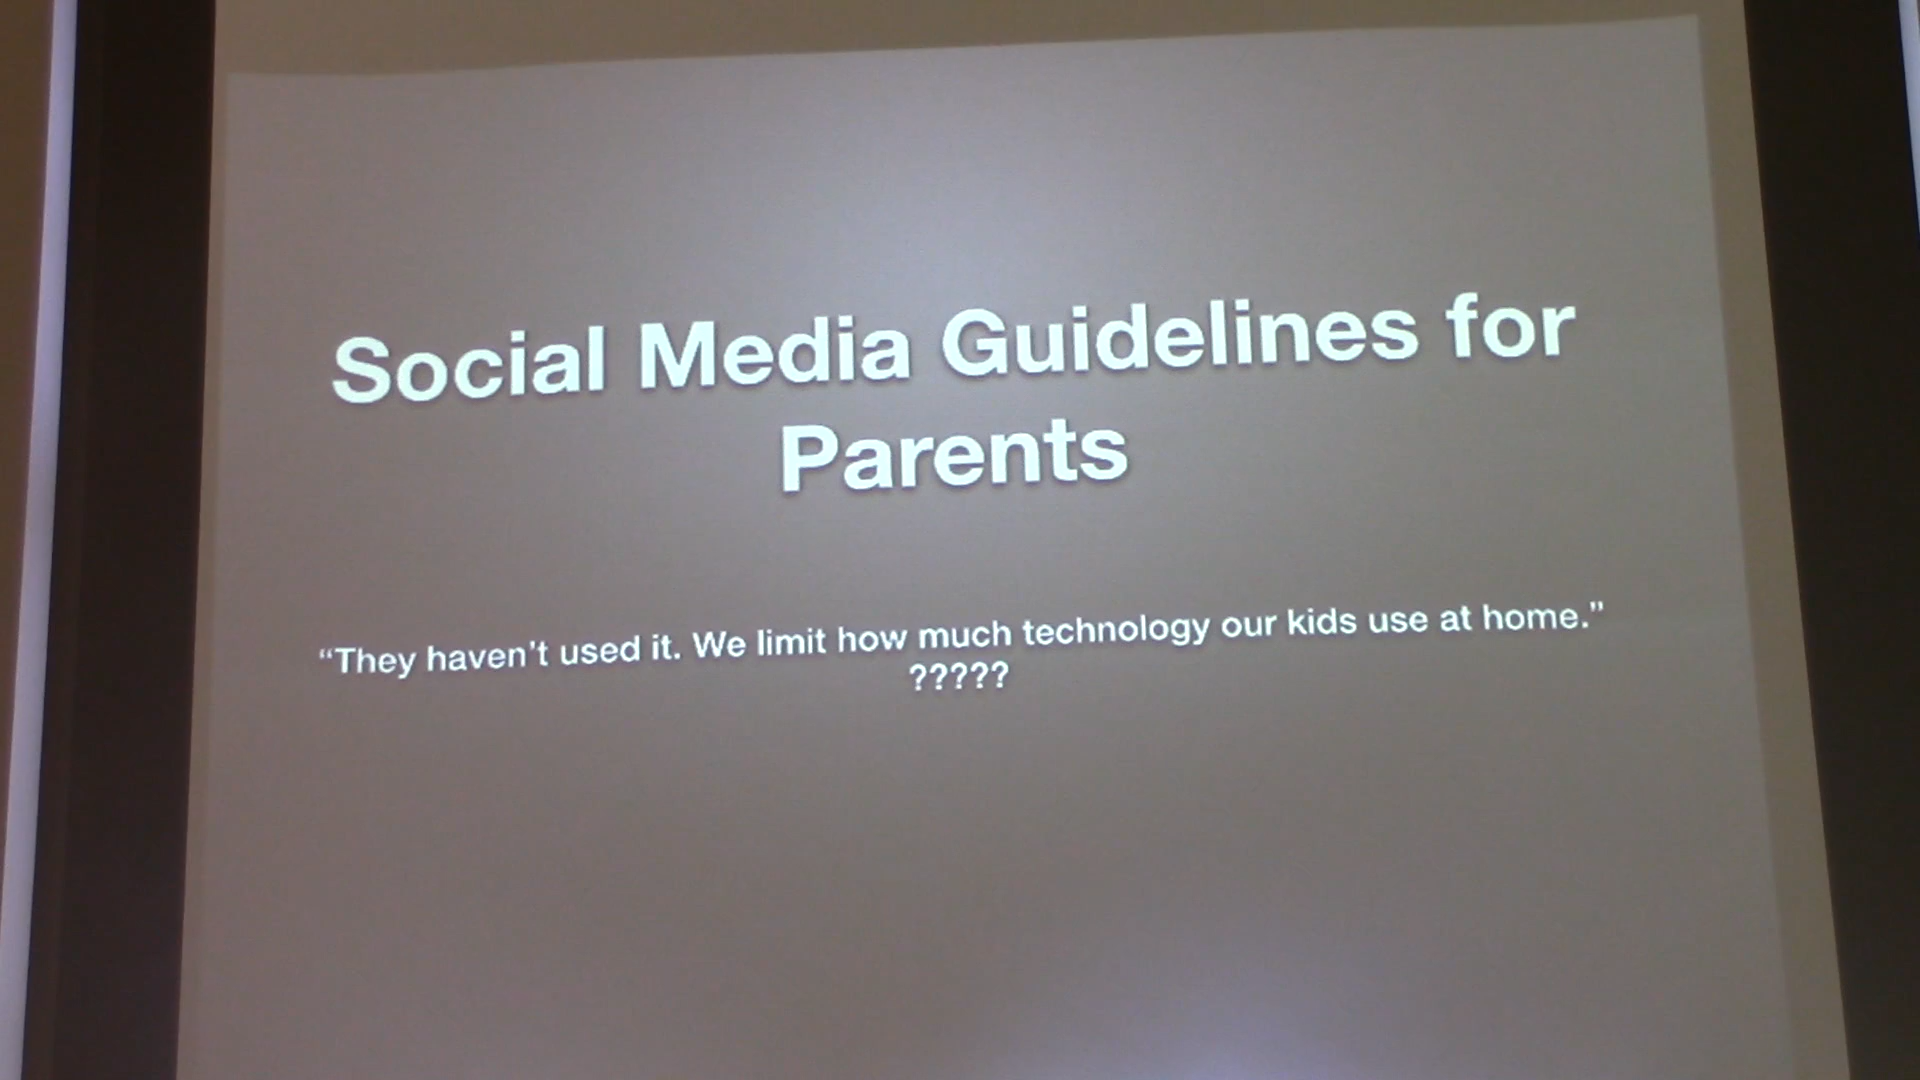 Social Media Guidelines for
Parents
“They haven’t used it. We limit how much technology our kids use at home.”
?????